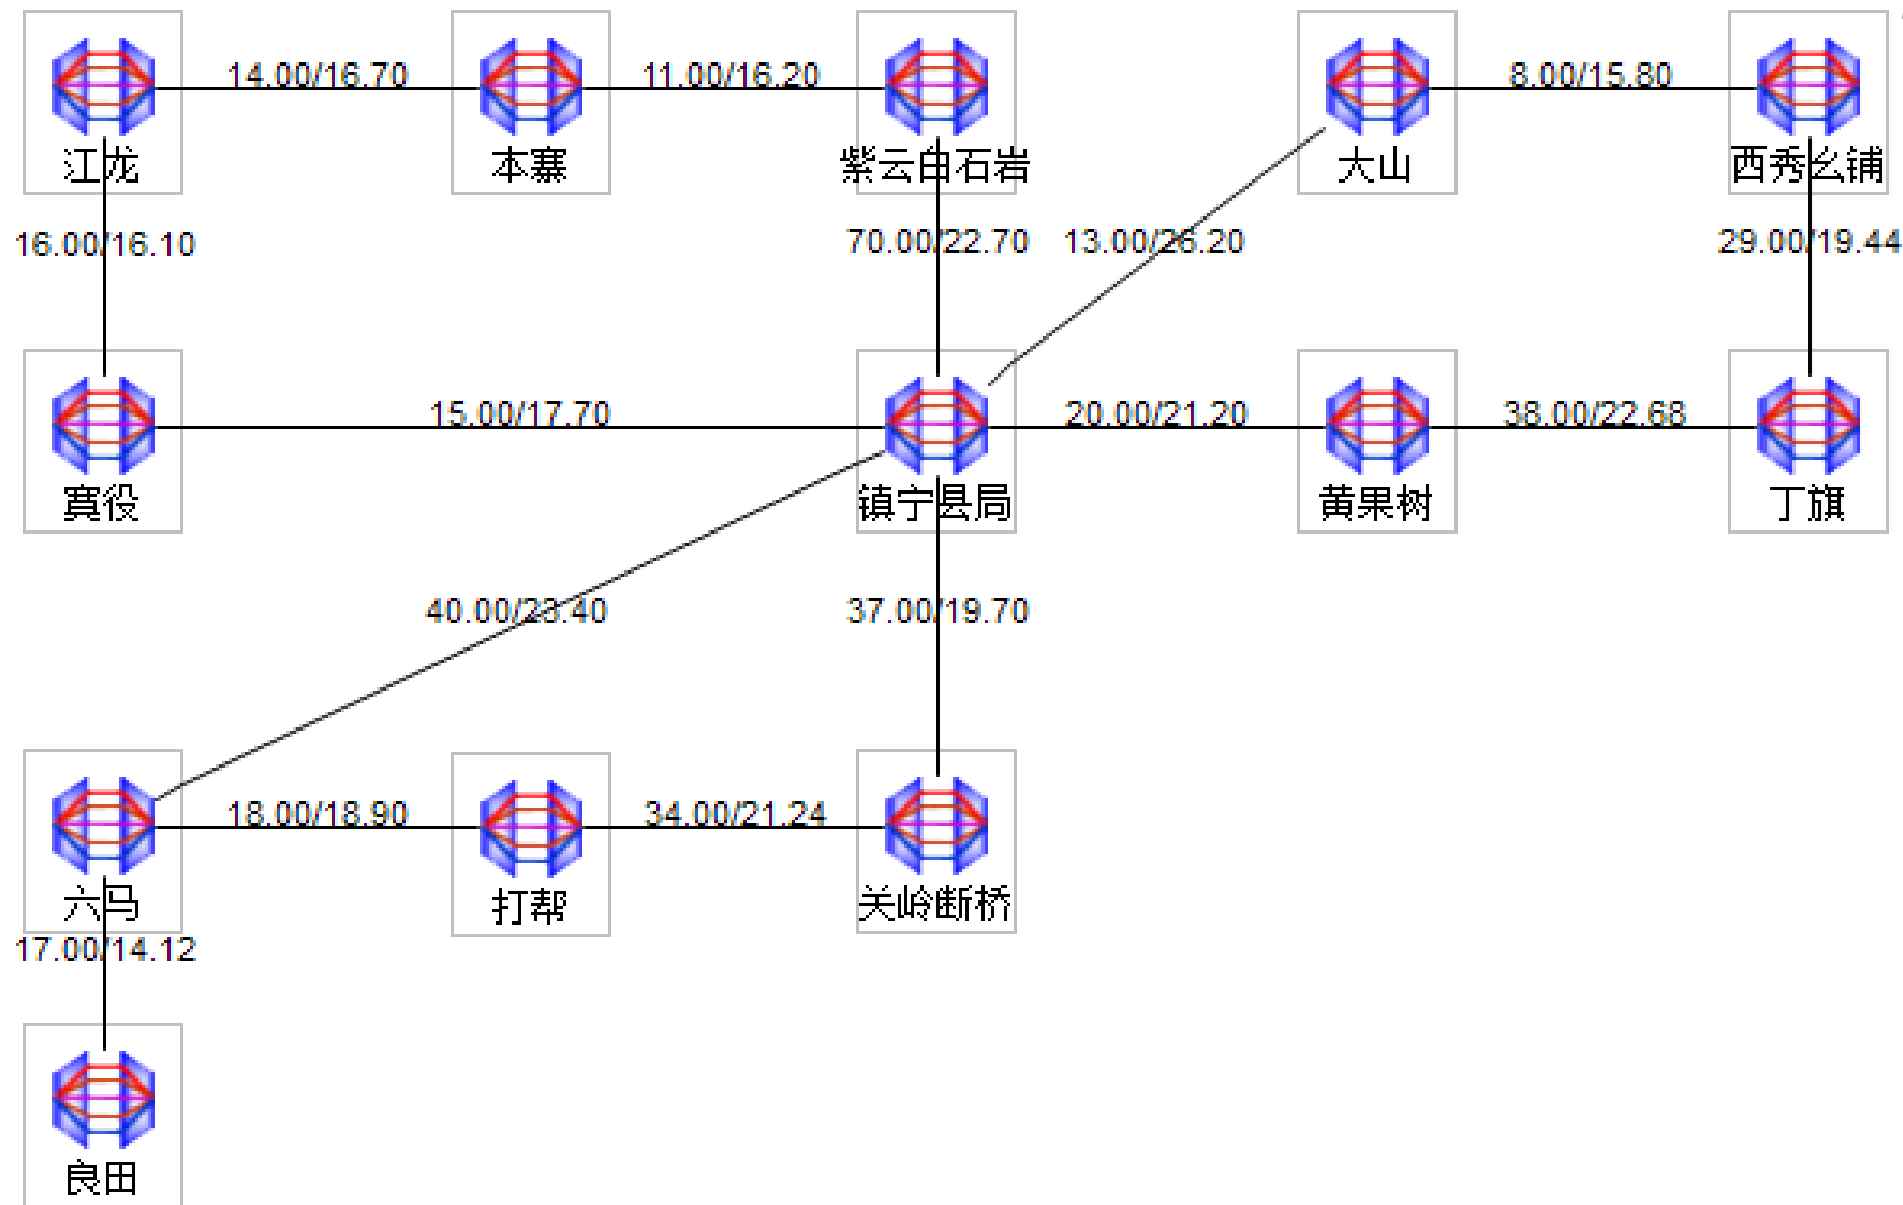 14.00/16.70
11.00/16.20
8.00/15.80
江龙
本寨
紫云白石岩
大山
西秀幺铺
16.00/16.10
70.00/22.70
13.00/26.20
29.00/19.44
15.00/17.70
20.00/21.20
38.00/22.68
募役
镇宁县局
黄果树
丁旗
40.00/23.40
37.00/19.70
18.00/18.90
34.00/21.24
六马
打帮
关岭断桥
17.00/14.12
良田